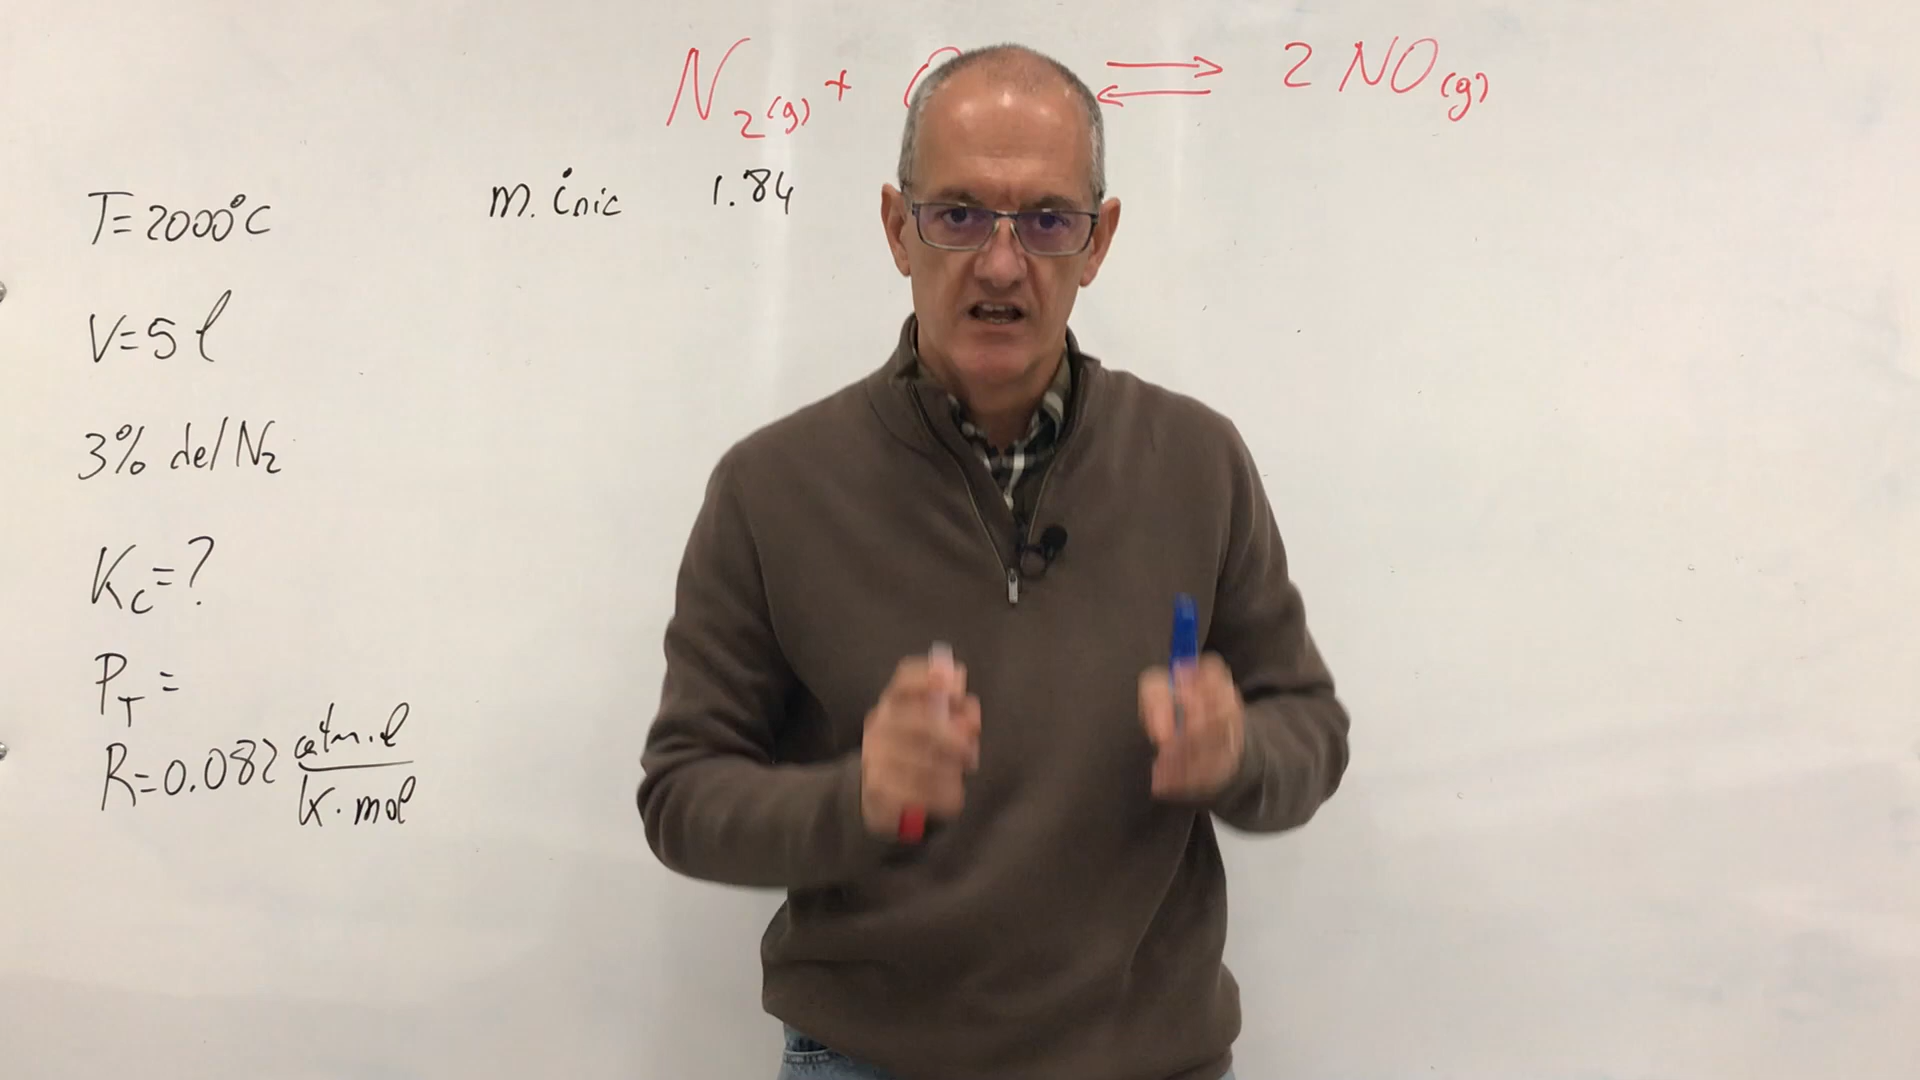 N2(g) + ⇌ 2 NO(g)
m. inic 1.84
T=2000°C
V=5 l
3% del N2
Kc=?
PT=
R=0.082 atm.l
K.mol